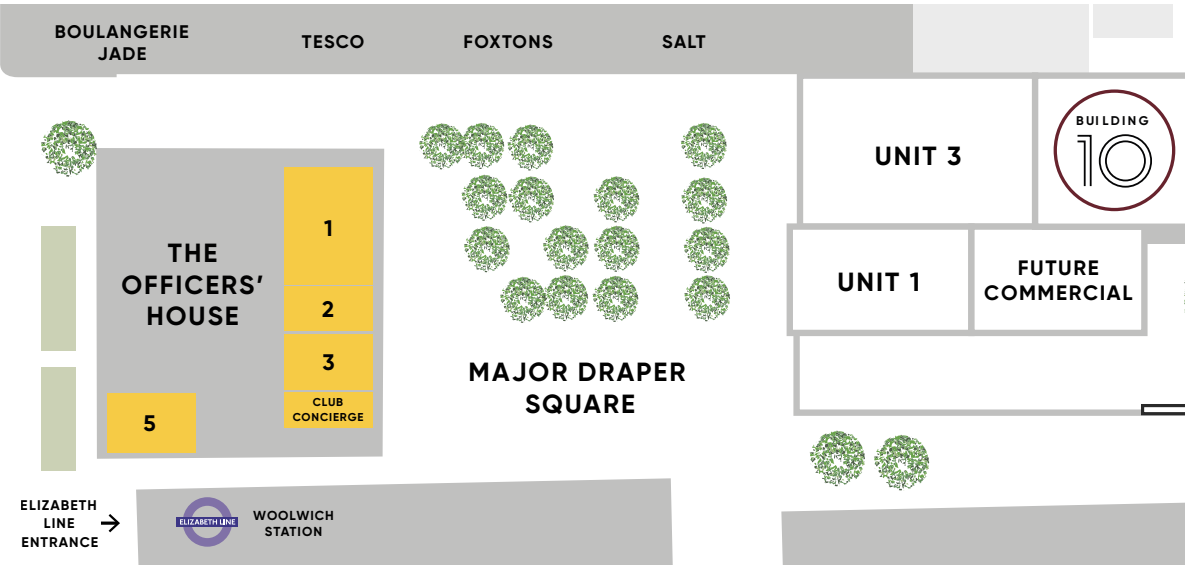 BOULANGERIE
JADE
TESCO
FOXTONS
SALT
UNIT 3
BUILDING
10
THE
OFFICERS’
HOUSE
1
2
3
CLUB
CONCIERGE
5
UNIT 1
FUTURE
COMMERCIAL
MAJOR DRAPER
SQUARE
ELIZABETH
LINE
ENTRANCE
ELIZABETH LINE
WOOLWICH
STATION